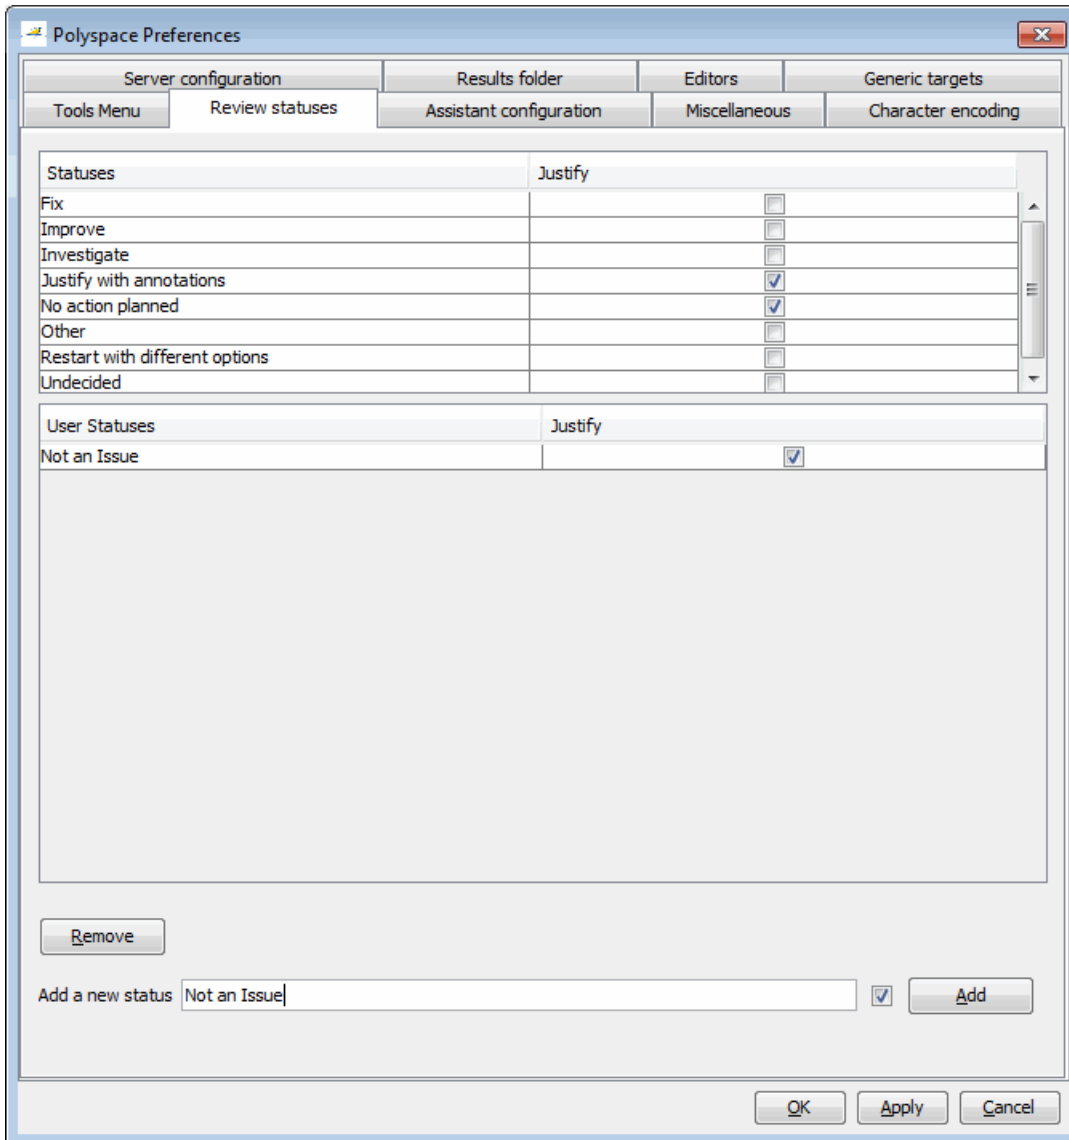 Polyspace Preferences
Server configuration Results folder Editors Generic targets
Tools Menu Review statuses Assistant configuration Miscellaneous Character encoding
Statuses Justify
Fix
Improve
Investigate
Justify with annotations
No action planned
Other
Restart with different options
Undecided
User Statuses Justify
Not an Issue
Remove
Add a new status Not an Issue Add
OK Apply Cancel